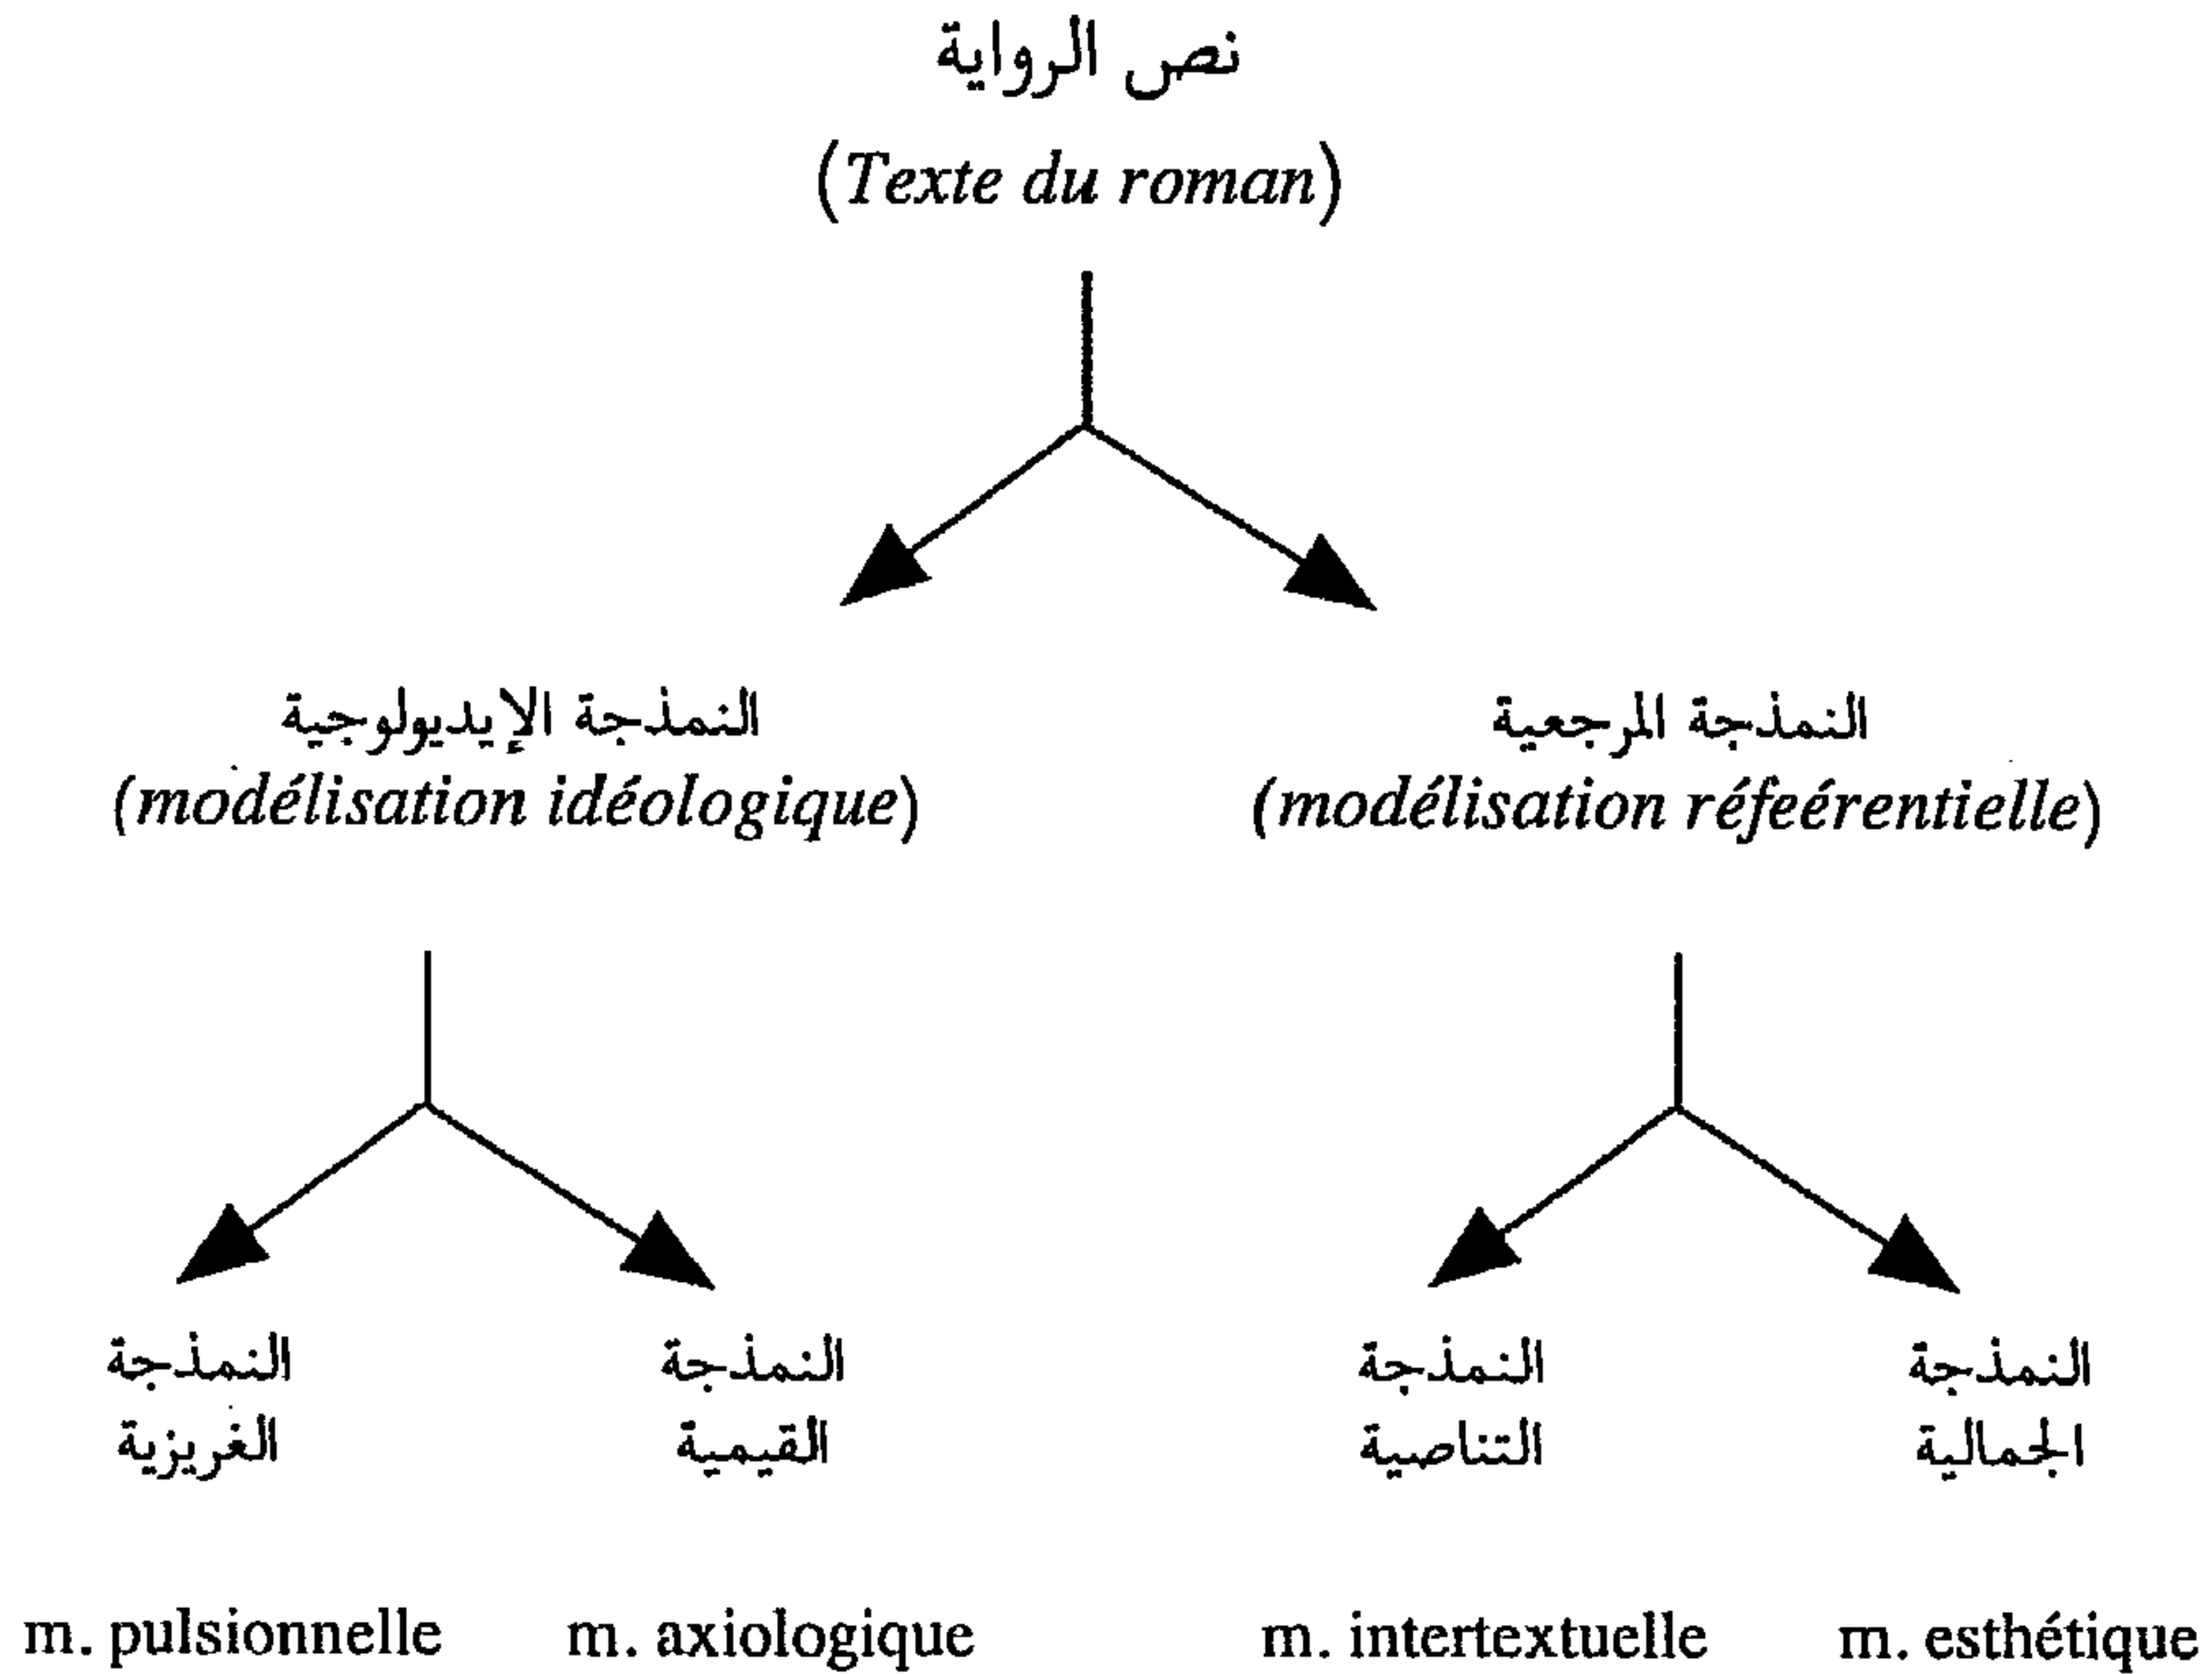 نص الرواية
(Texte du roman)
النمذجة المرجعية
(modélisation réfeérentielle)
النمذجة الإيديولوجية
(modélisation idéologique)
النمذجة
الجمالية
النمذجة
التناصية
النمذجة
القيمية
النمذجة
الغريزية
m. pulsionnelle
m. axiologique
m. intertextuelle
m. esthétique